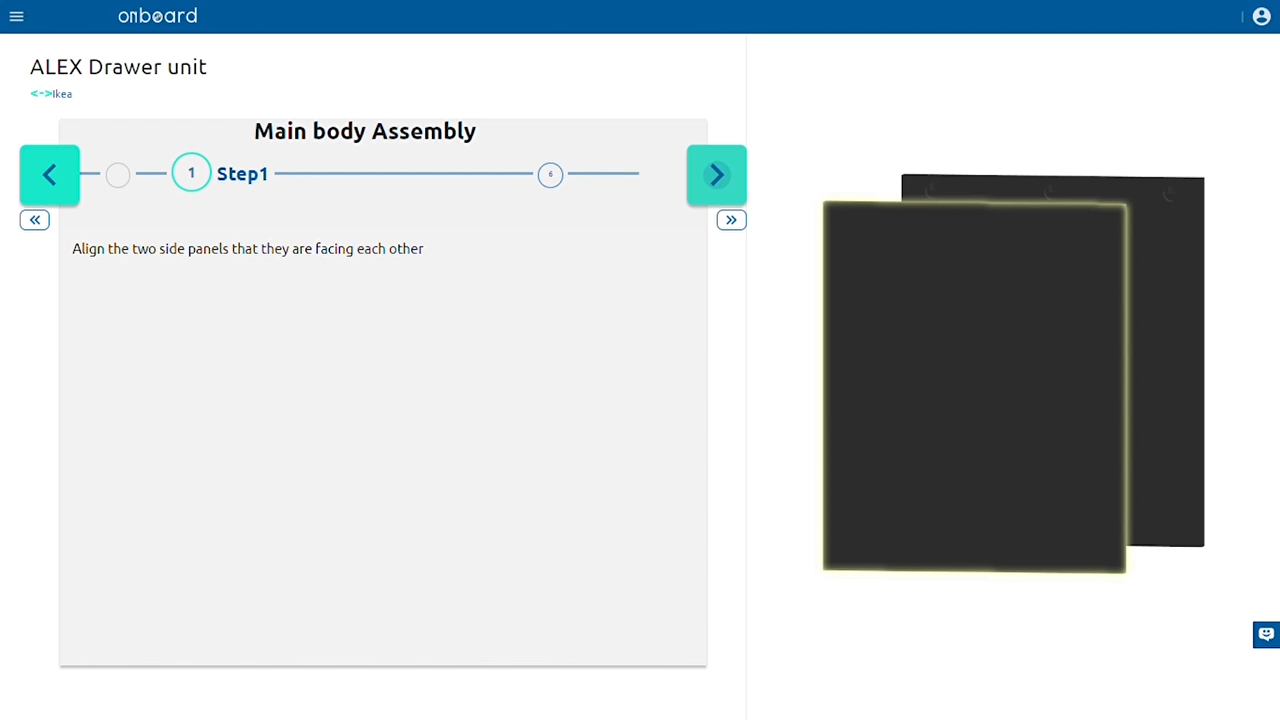 onboard
ALEX Drawer unit
<->Ikea
Main body Assembly
1 Step1 6
Align the two side panels that they are facing each other